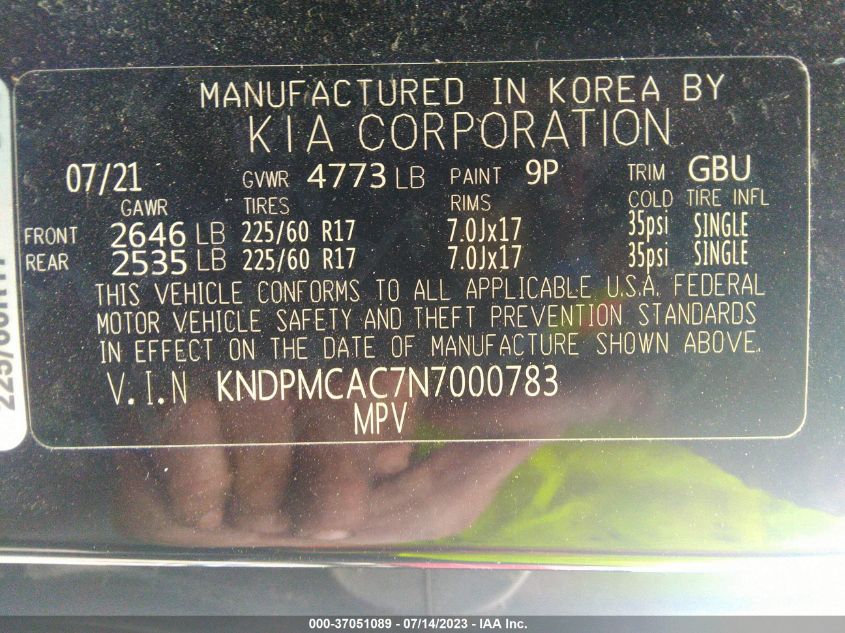 MANUFACTURED IN KOREA BY
KIA CORPORATION
07/21 GVWR 4773 LB PAINT 9P TRIM GBU
GAWR TIRES RIMS COLD TIRE INFL
FRONT 2646 LB 225/60 R17 7.0Jx17 35psi SINGLE
REAR 2535 LB 225/60 R17 7.0Jx17 35psi SINGLE
THIS VEHICLE CONFORMS TO ALL APPLICABLE U.S.A. FEDERAL
MOTOR VEHICLE SAFETY AND THEFT PREVENTION STANDARDS
IN EFFECT ON THE DATE OF MANUFACTURE SHOWN ABOVE.
V.I.N KNDPMCAC7N7000783
MPV
000-37051089 - 07/14/2023 - IAA Inc.